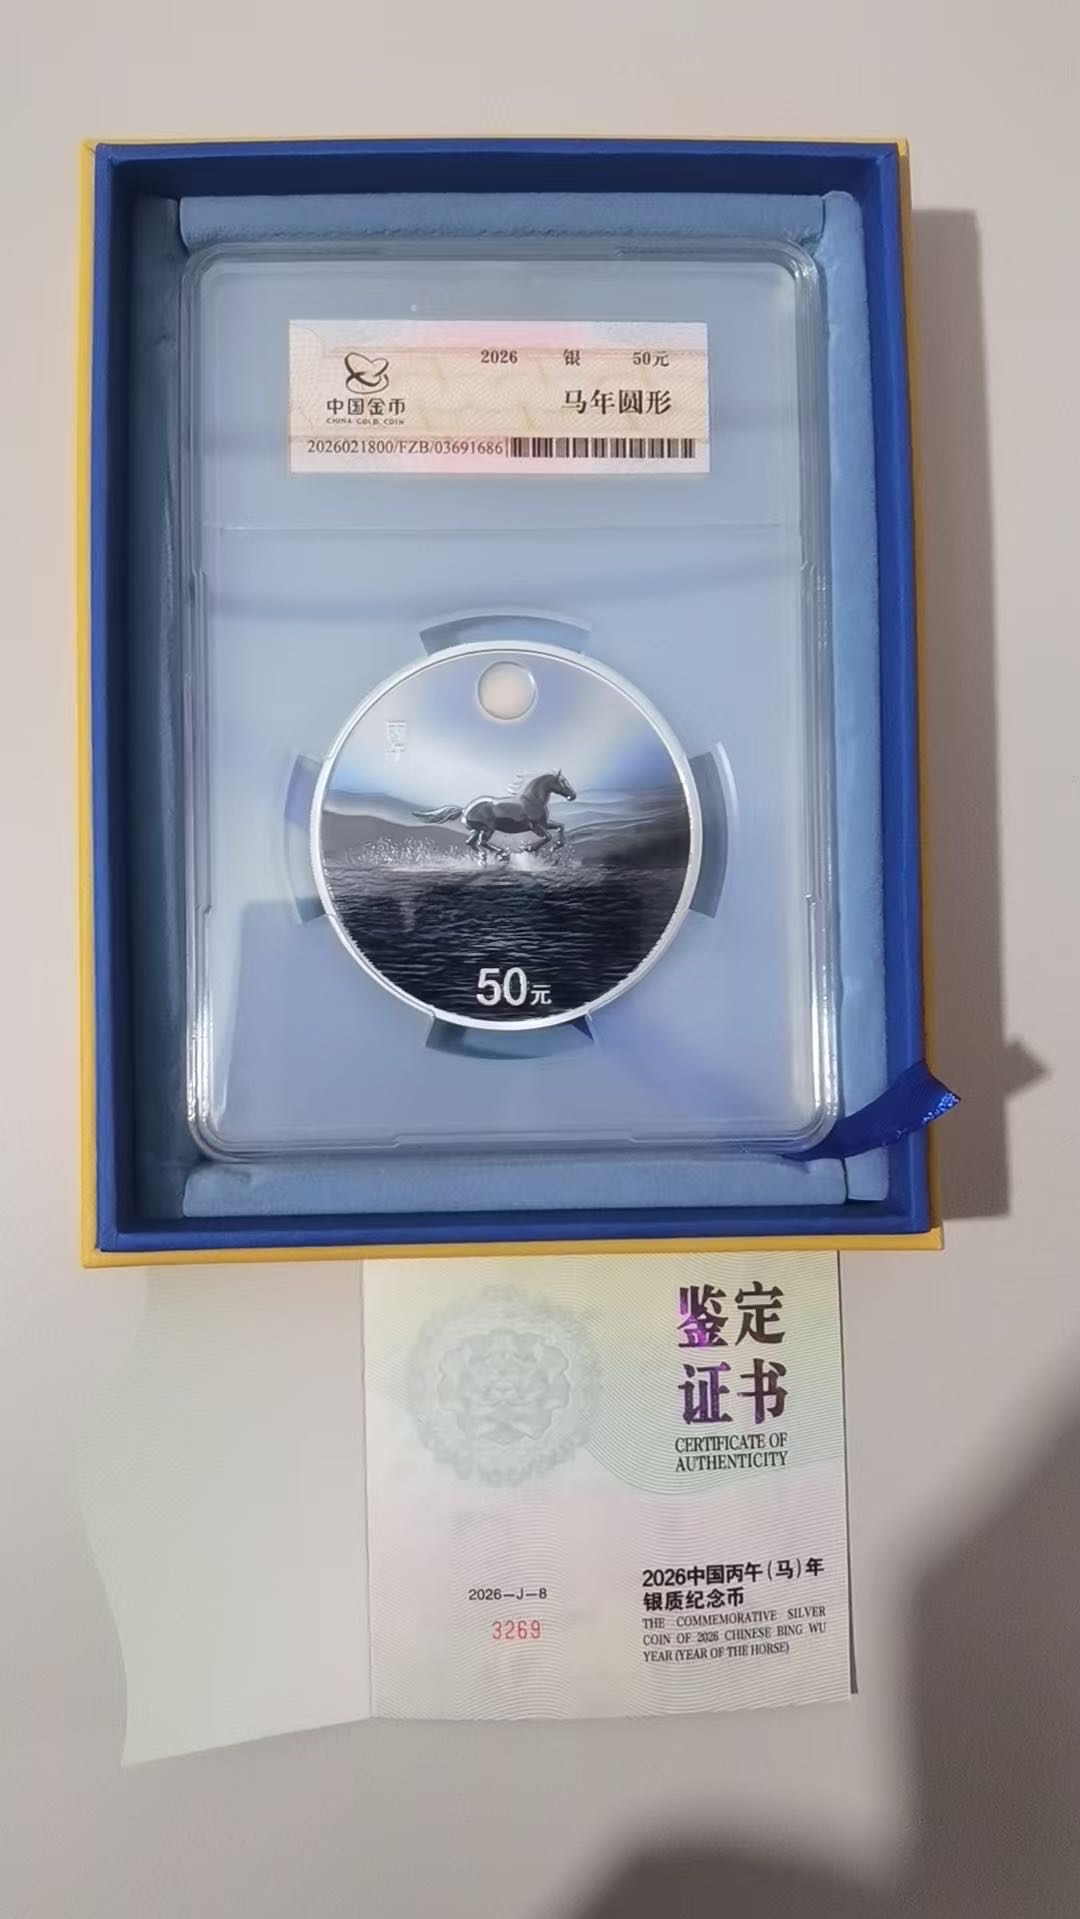 2026 银 50元
中国金币
CHINA GOLD COIN
马年圆形
2026021800/FZB/03691686
丙午
50元
鉴定
证书
CERTIFICATE OF
AUTHENTICITY
2026-J-8
3269
2026中国丙午(马)年
银质纪念币
THE COMMEMORATIVE SILVER
COIN OF 2026 CHINESE BING WU
YEAR (YEAR OF THE HORSE)